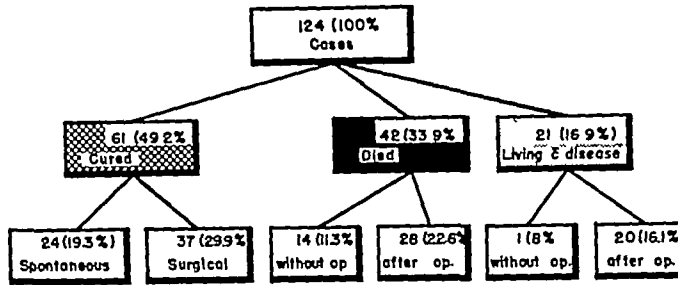 124 (100%
Cases
61 (49.2%
Cured
42 (33.9%
Died
21 (16.9%)
Living c̄ disease
24 (19.3%)
Spontaneous
37 (29.9%
Surgical
14 (11.3%
without op
28 (22.6%
after op.
1 (8%
without op.
20 (16.1%
after op.